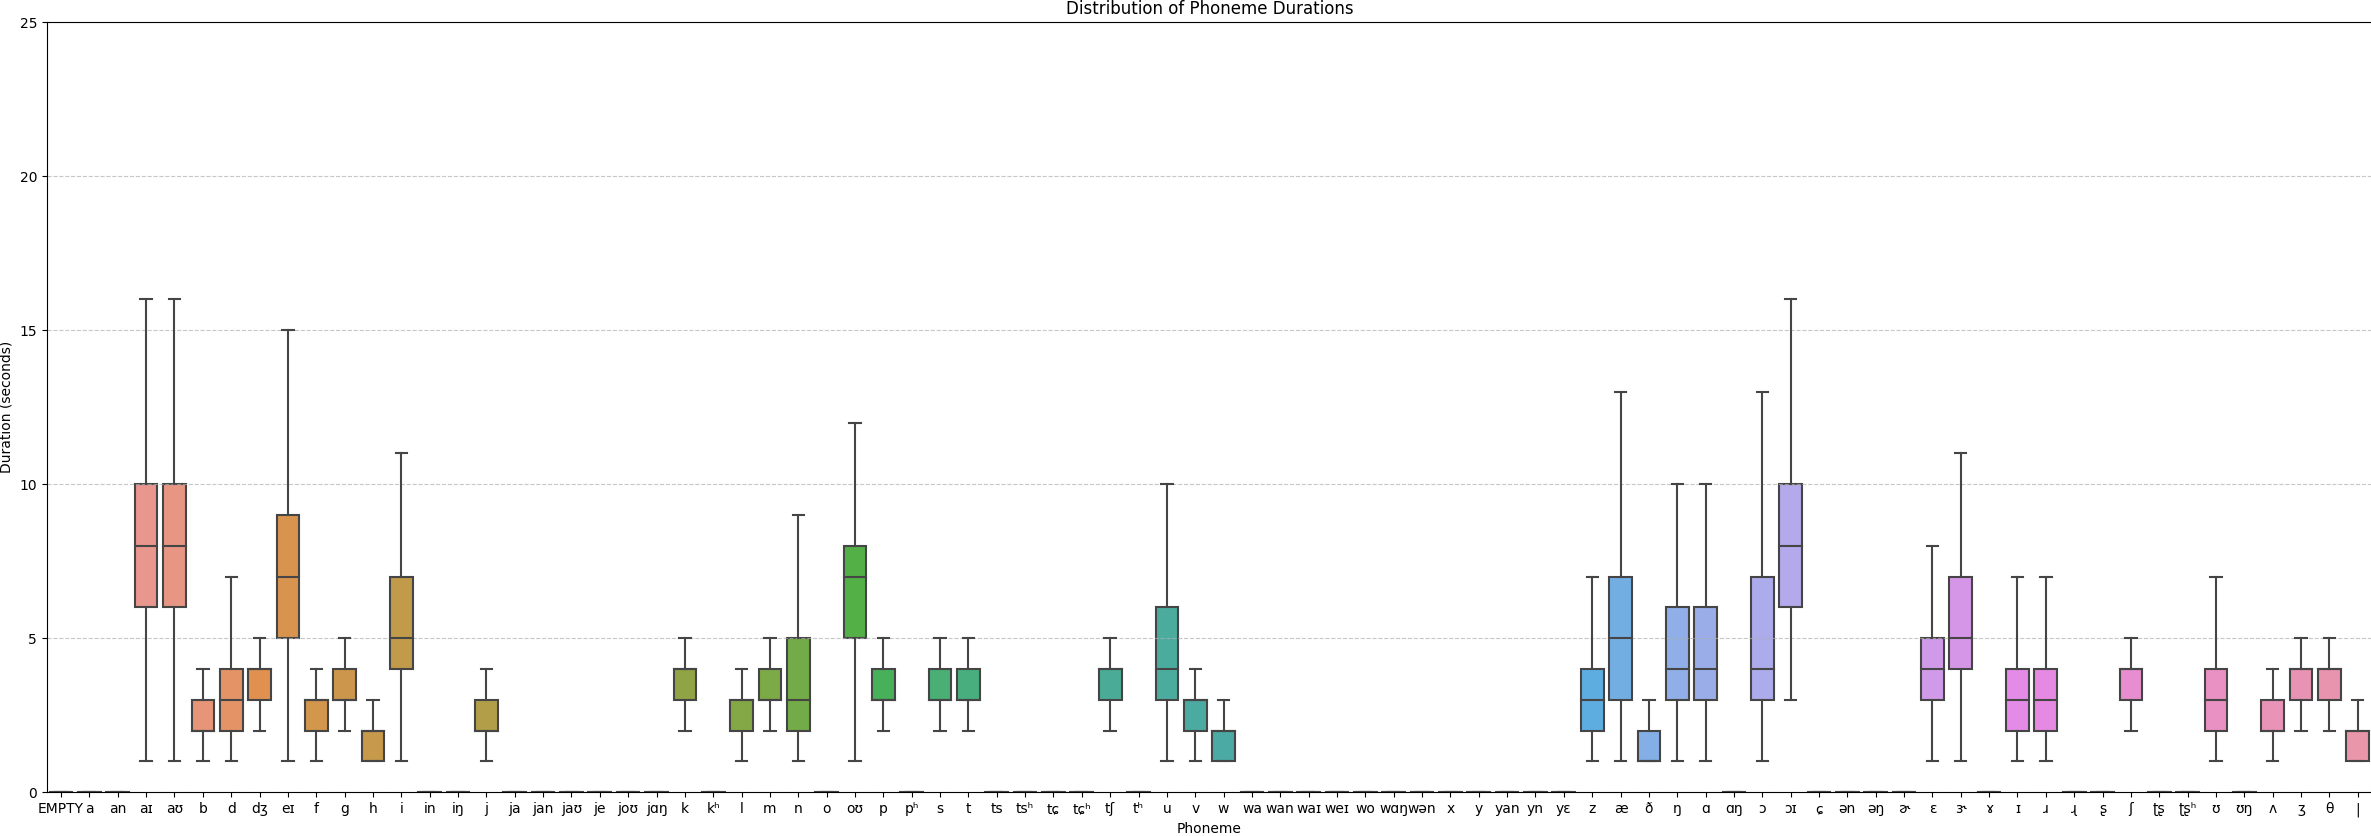 Distribution of Phoneme Durations
Duration (seconds)
25
20
15
10
5
0
EMPTY a an aɪ aʊ b d dʒ eɪ f ɡ h i in iŋ j ja jan jaʊ je joʊ jɑŋ k kʰ l m n o oʊ p pʰ s t ts tsʰ tɕ tɕʰ tʃ tʰ u v w wa wan waɪ weɪ wo wɑŋ wən x y yan yn yɛ z æ ð ŋ ɑ ɑŋ ɔ ɔɪ ɕ ən əŋ ɚ ɛ ɝ ɤ ɪ ɹ ɻ ʂ ʃ ʈʂ ʈʂʰ ʊ ʊŋ ʌ ʒ θ |
Phoneme